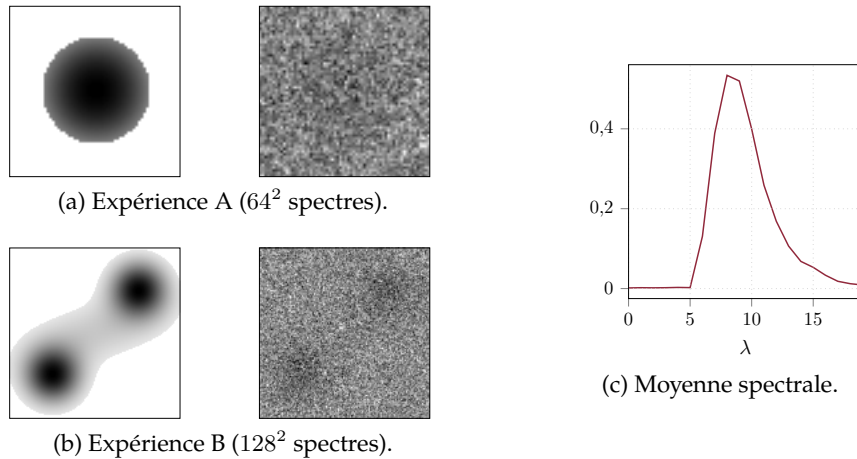 (a) Expérience A (64² spectres).
(b) Expérience B (128² spectres).
0,4
0,2
0
0 5 10 15
λ
(c) Moyenne spectrale.